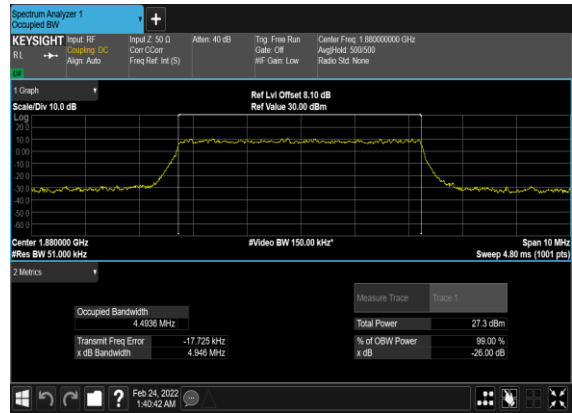 Spectrum Analyzer 1
Occupied BW
+
KEYSIGHT Input: RF Input Z: 50 Ω Atten: 40 dB Trig: Free Run Center Freq: 1.880000000 GHz
RL Coupling: DC Corr CCorr Gate: Off Avg|Hold: 500/500
Align: Auto Freq Ref: Int (S) #IF Gain: Low Radio Std: None
1 Graph
Ref Lvl Offset 8.10 dB
Scale/Div 10.0 dB Ref Value 30.00 dBm
Log
20.0
10.0
0.00
-10.0
-20.0
-30.0
-40.0
-50.0
-60.0
Center 1.880000 GHz #Video BW 150.00 kHz* Span 10 MHz
#Res BW 51.000 kHz Sweep 4.80 ms (1001 pts)
2 Metrics
Measure Trace Trace 1
Occupied Bandwidth
4.4936 MHz Total Power 27.3 dBm
Transmit Freq Error -17.725 kHz % of OBW Power 99.00 %
x dB Bandwidth 4.946 MHz x dB -26.00 dB
? Feb 24, 2022
1:40:42 AM